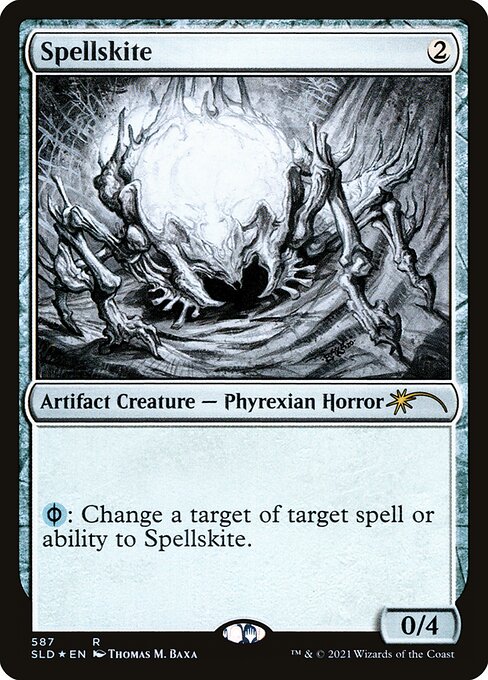 Spellskite 2
Artifact Creature — Phyrexian Horror
: Change a target of target spell or
ability to Spellskite.
0/4
587 R
SLD ★ EN Thomas M. Baxa
™ & © 2021 Wizards of the Coast